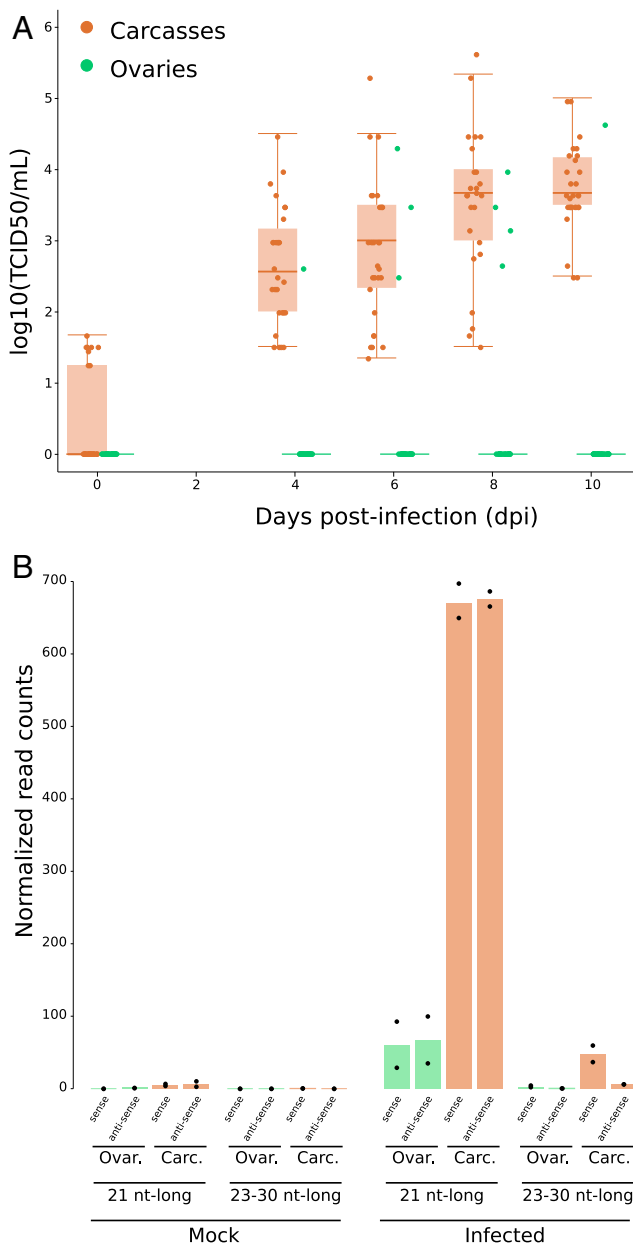 A
Carcasses
Ovaries
log10(TCID50/mL)
6
5
4
3
2
1
0
0 2 4 6 8 10
Days post-infection (dpi)
B
Normalized read counts
700
600
500
400
300
200
100
0
sense anti-sense sense anti-sense sense anti-sense sense anti-sense sense anti-sense sense anti-sense sense anti-sense sense anti-sense
Ovar. Carc. Ovar. Carc. Ovar. Carc. Ovar. Carc.
21 nt-long 23-30 nt-long 21 nt-long 23-30 nt-long
Mock Infected